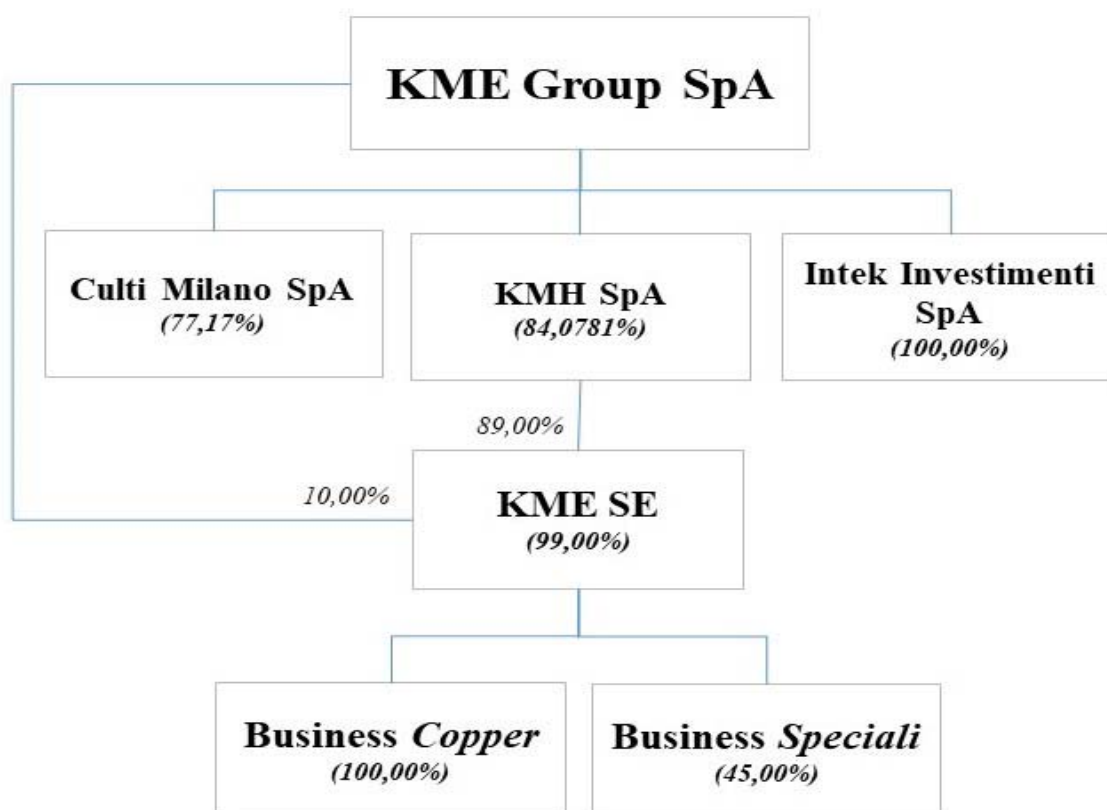 KME Group SpA
Culti Milano SpA
(77,17%)
KMH SpA
(84,0781%)
Intek Investimenti
SpA
(100,00%)
89,00%
10,00%
KME SE
(99,00%)
Business Copper
(100,00%)
Business Speciali
(45,00%)